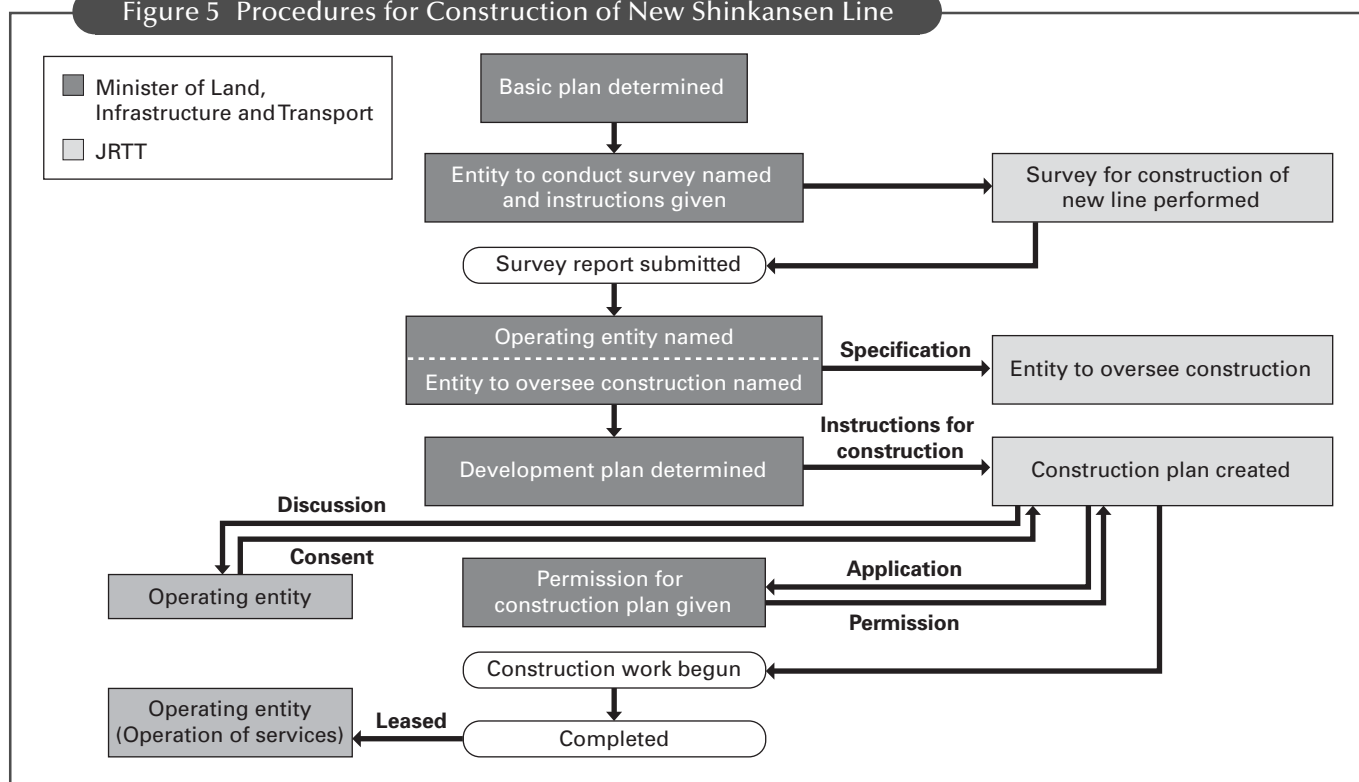 Figure 5 Procedures for Construction of New Shinkansen Line
Minister of Land,
Infrastructure and Transport
JRTT
Basic plan determined
Entity to conduct survey named
and instructions given
Survey for construction of
new line performed
Survey report submitted
Operating entity named
Entity to oversee construction named
Specification
Entity to oversee construction
Development plan determined
Instructions for
construction
Construction plan created
Discussion
Consent
Operating entity
Permission for
construction plan given
Application
Permission
Construction work begun
Operating entity
(Operation of services)
Leased
Completed